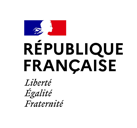 RÉPUBLIQUE
FRANÇAISE
Liberté
Égalité
Fraternité